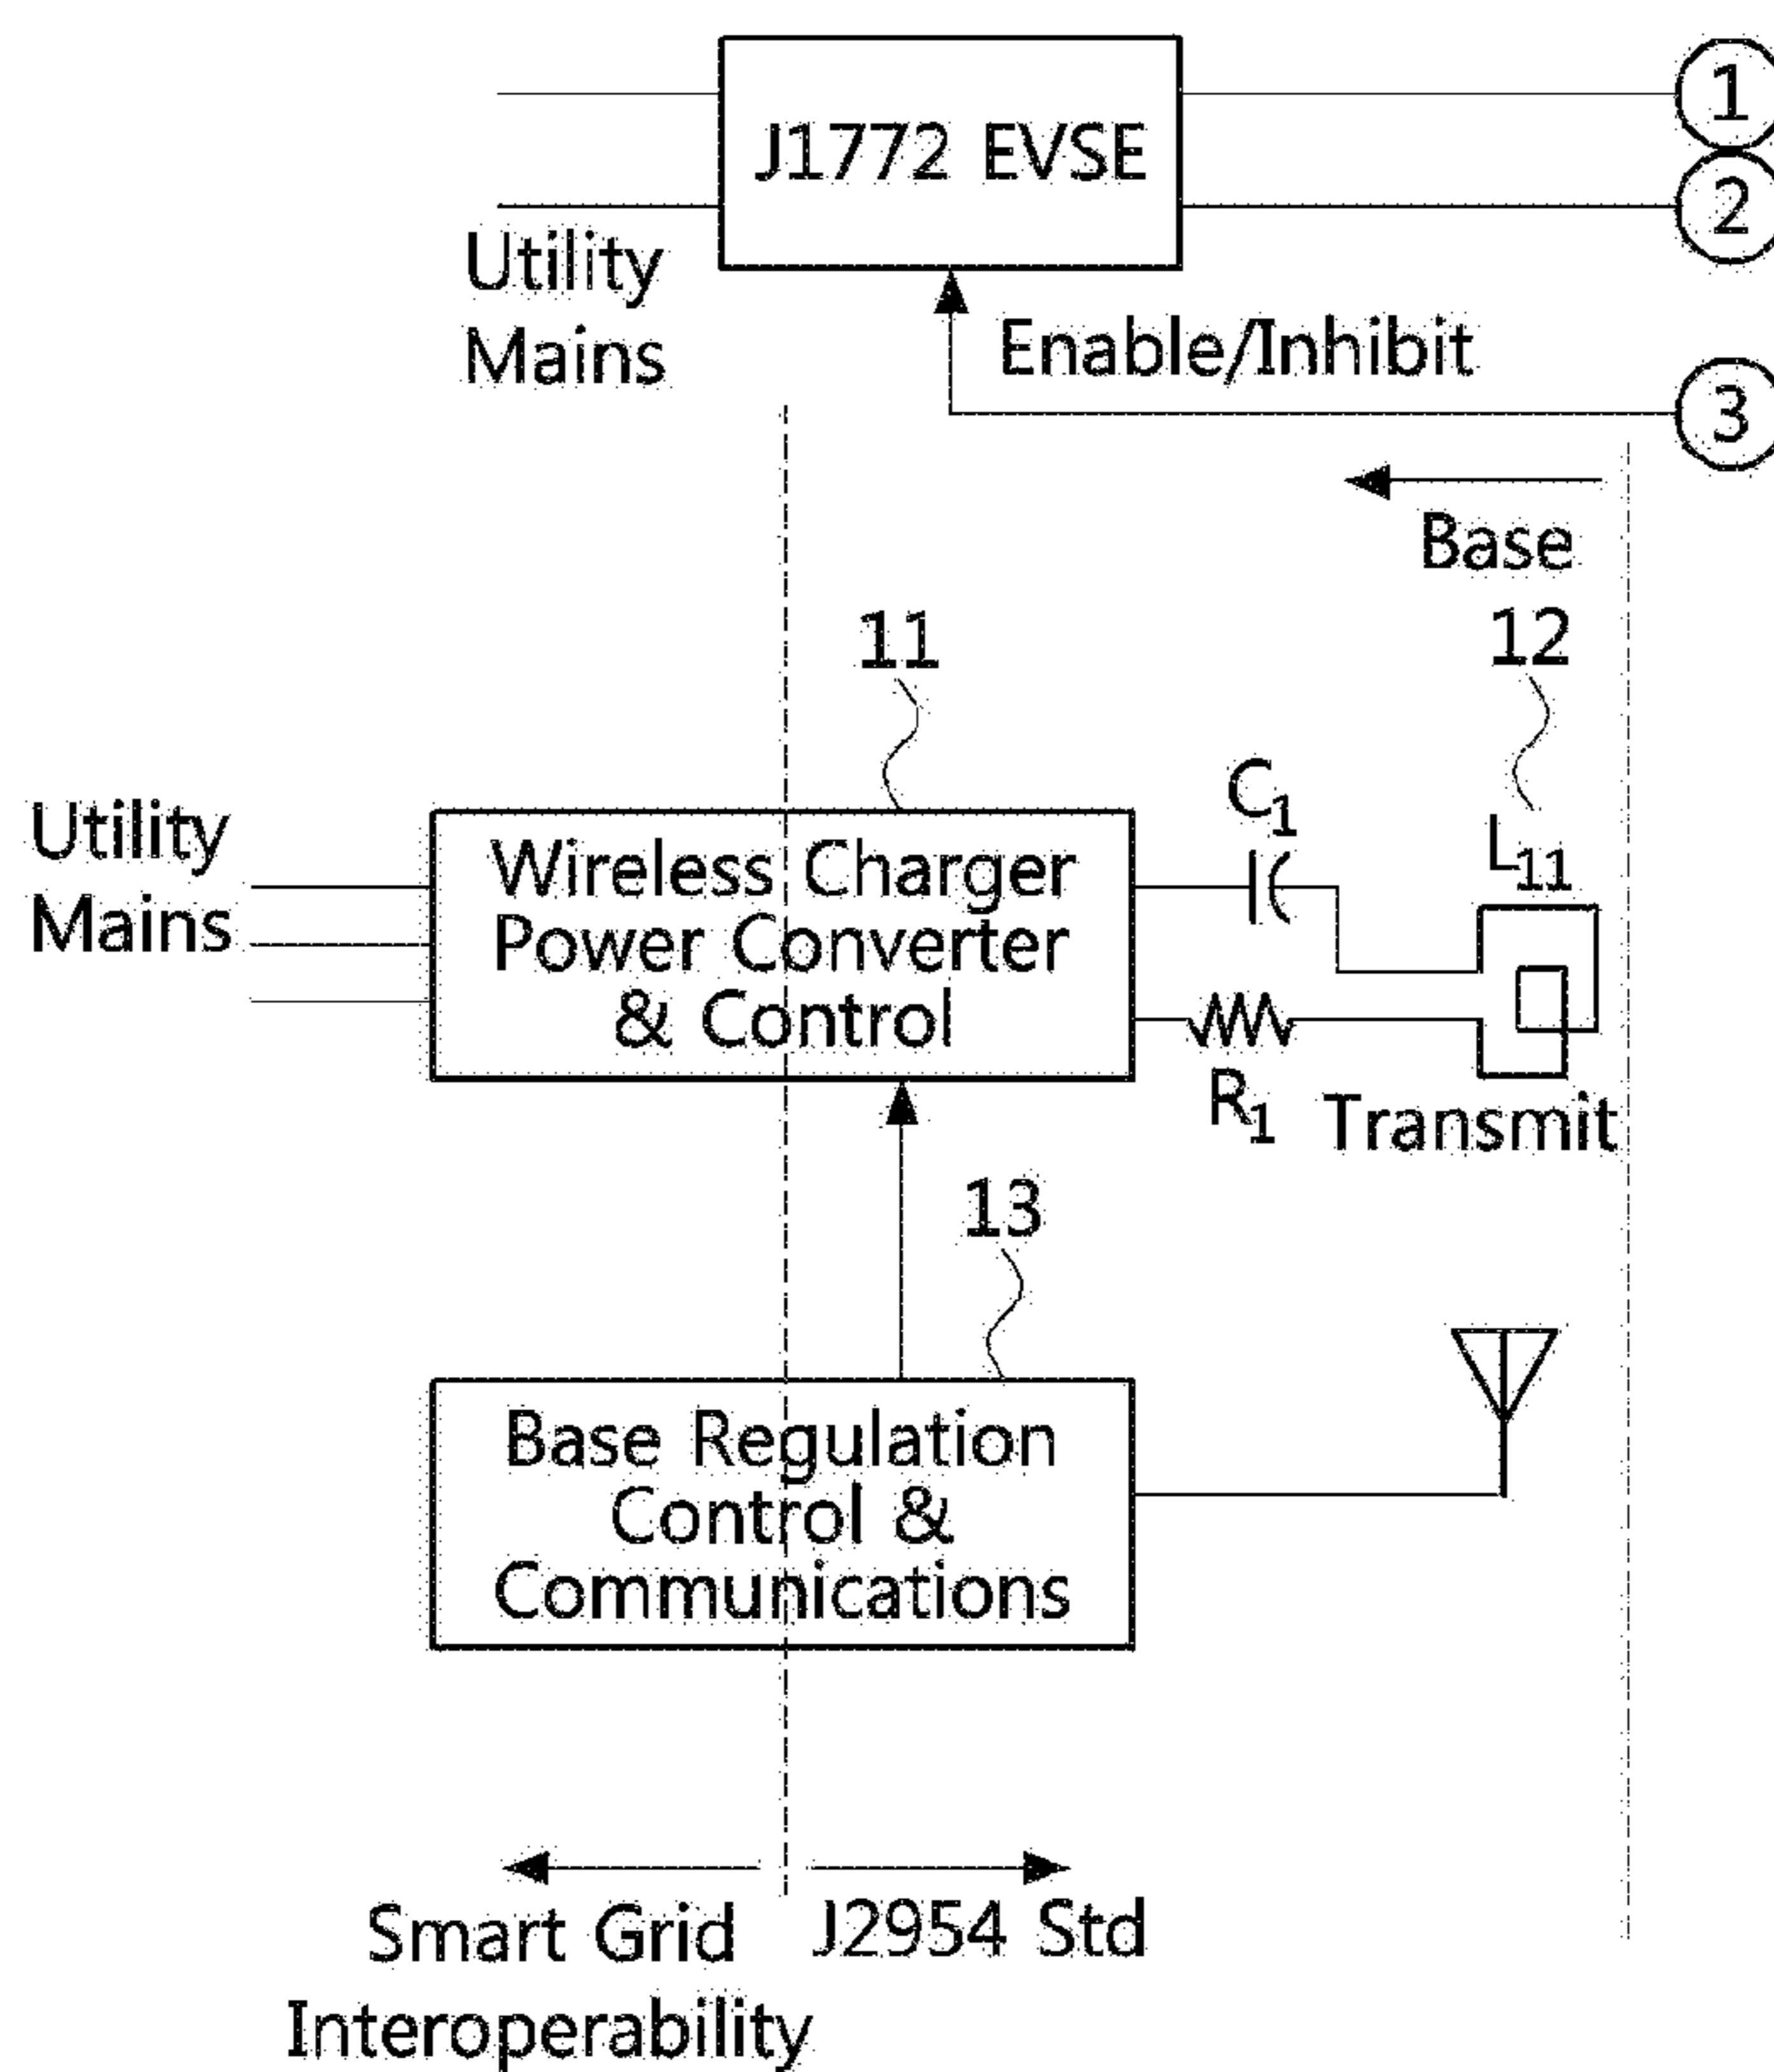 J1772 EVSE
1
2
Utility
Mains
Enable/Inhibit
3
Base
11
12
Utility
Mains
Wireless Charger
Power Converter
& Control
C1
L11
R1
Transmit
13
Base Regulation
Control &
Communications
Smart Grid
Interoperability
J2954 Std